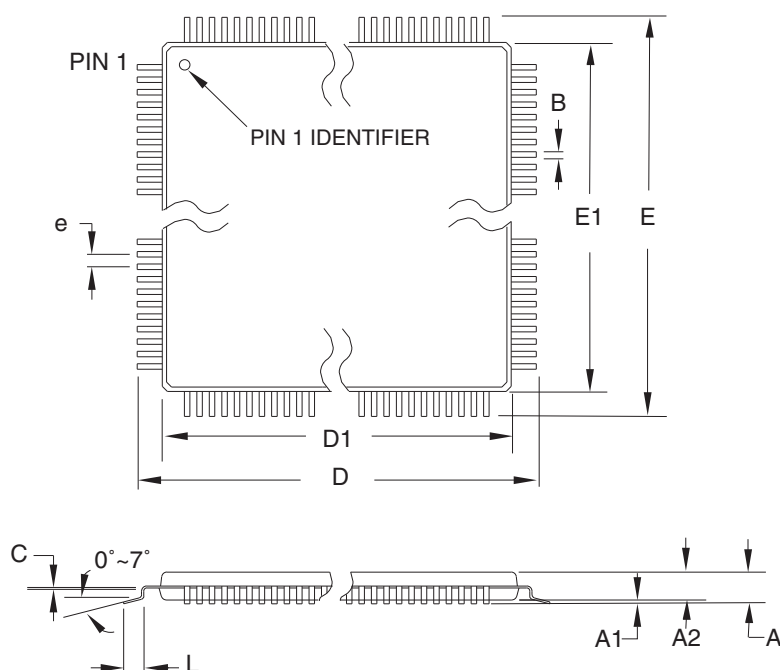 PIN 1
PIN 1 IDENTIFIER
B
e
E1
E
D1
D
C
0˚~7˚
L
A1
A2
A